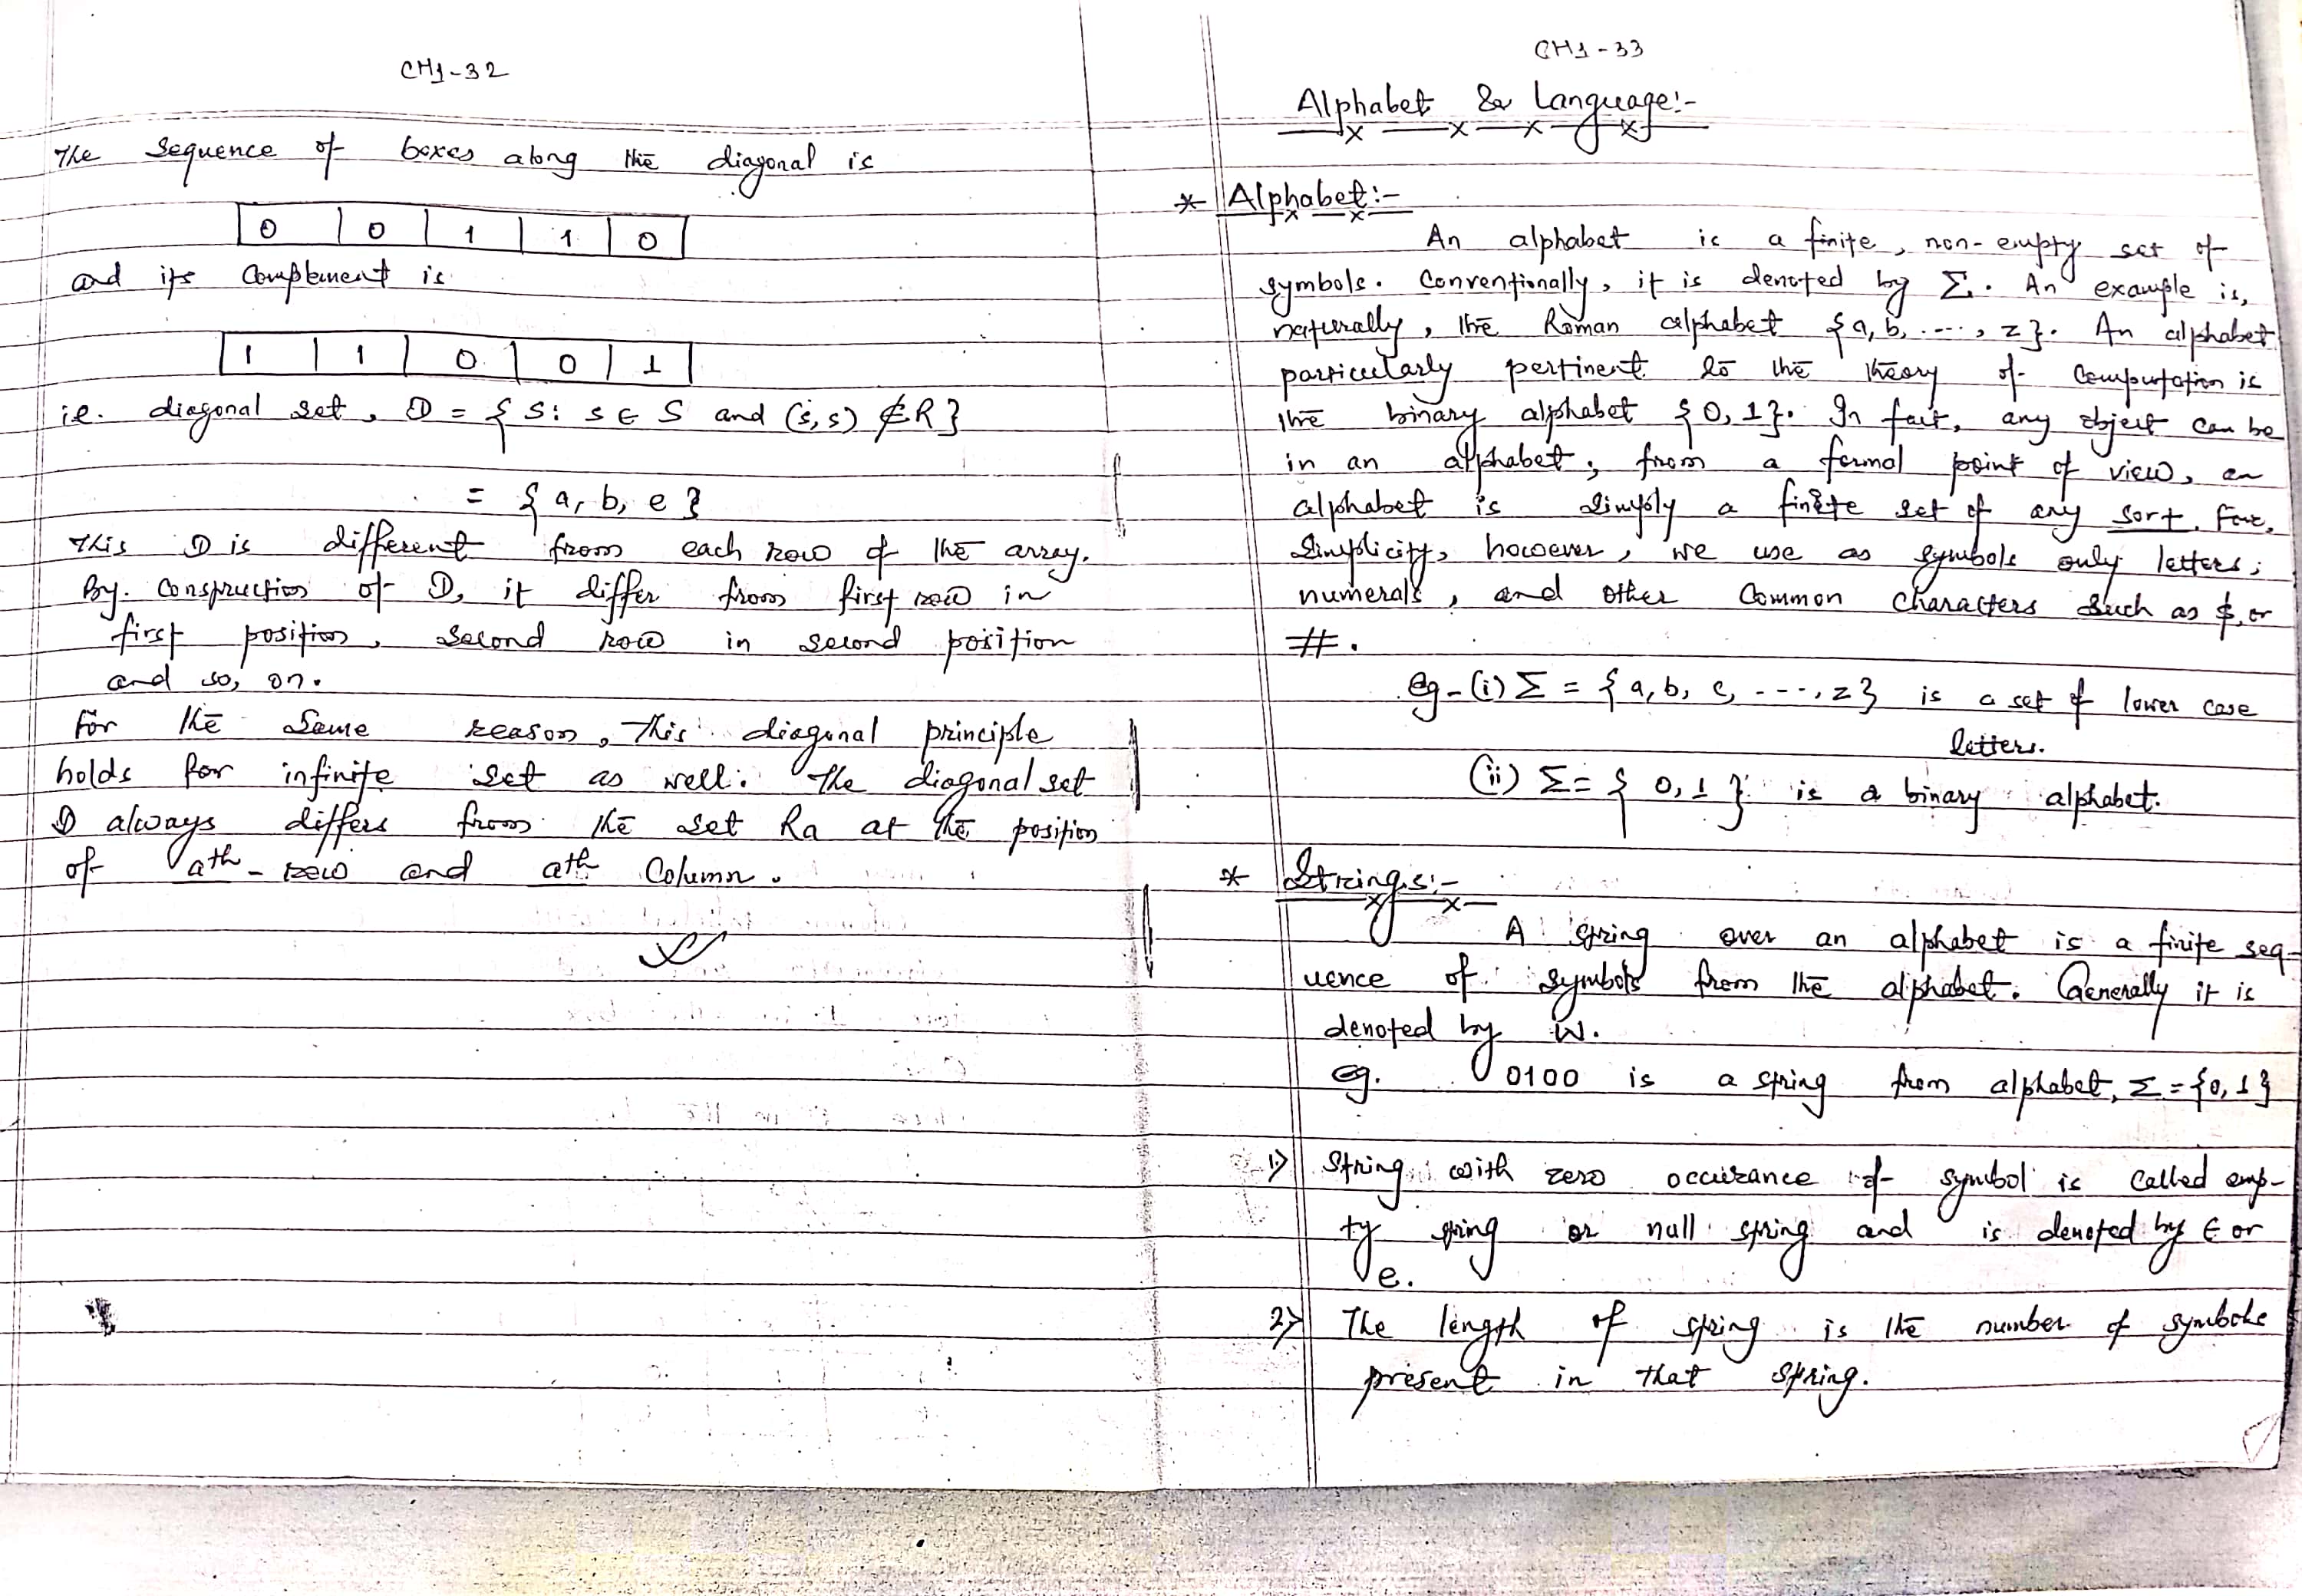 CH1-32
The sequence of boxes along the diagonal is
0 0 1 1 0
and its complement is
1 1 0 0 1
i.e. diagonal set, D = { s : s ∈ S and (s, s) ∉ R }
= { a, b, e }
This D is different from each row of the array.
By construction of D, it differ from first row in
first position, second row in second position
and so, on.
For the same reason, this diagonal principle
holds for infinite set as well. The diagonal set
D always differs from the set Ra at the position
of ath - row and ath column.
CH1-33
Alphabet & Language:-
* Alphabet:-
An alphabet is a finite, non-empty set of
symbols. Conventionally, it is denoted by Σ. An example is,
naturally, the Roman alphabet {a, b, ...., z}. An alphabet
particularly pertinent to the theory of computation is
the binary alphabet {0, 1}. In fact, any object can be
in an alphabet, from a formal point of view, an
alphabet is simply a finite set of any sort. For,
simplicity, however, we use as symbols only letters,
numerals, and other common characters such as $, or
#.
eg- (i) Σ = {a, b, c, ----, z} is a set of lower case
letters.
(ii) Σ = { 0, 1 } is a binary alphabet.
* Strings:-
A string over an alphabet is a finite seq-
uence of symbols from the alphabet. Generally it is
denoted by w.
eg. 0100 is a string from alphabet, Σ = {0, 1}
1) String with zero occurance of symbol is called emp-
ty string or null string and is denoted by ϵ or
e.
2) The length of string is the number of symbols
present in that string.